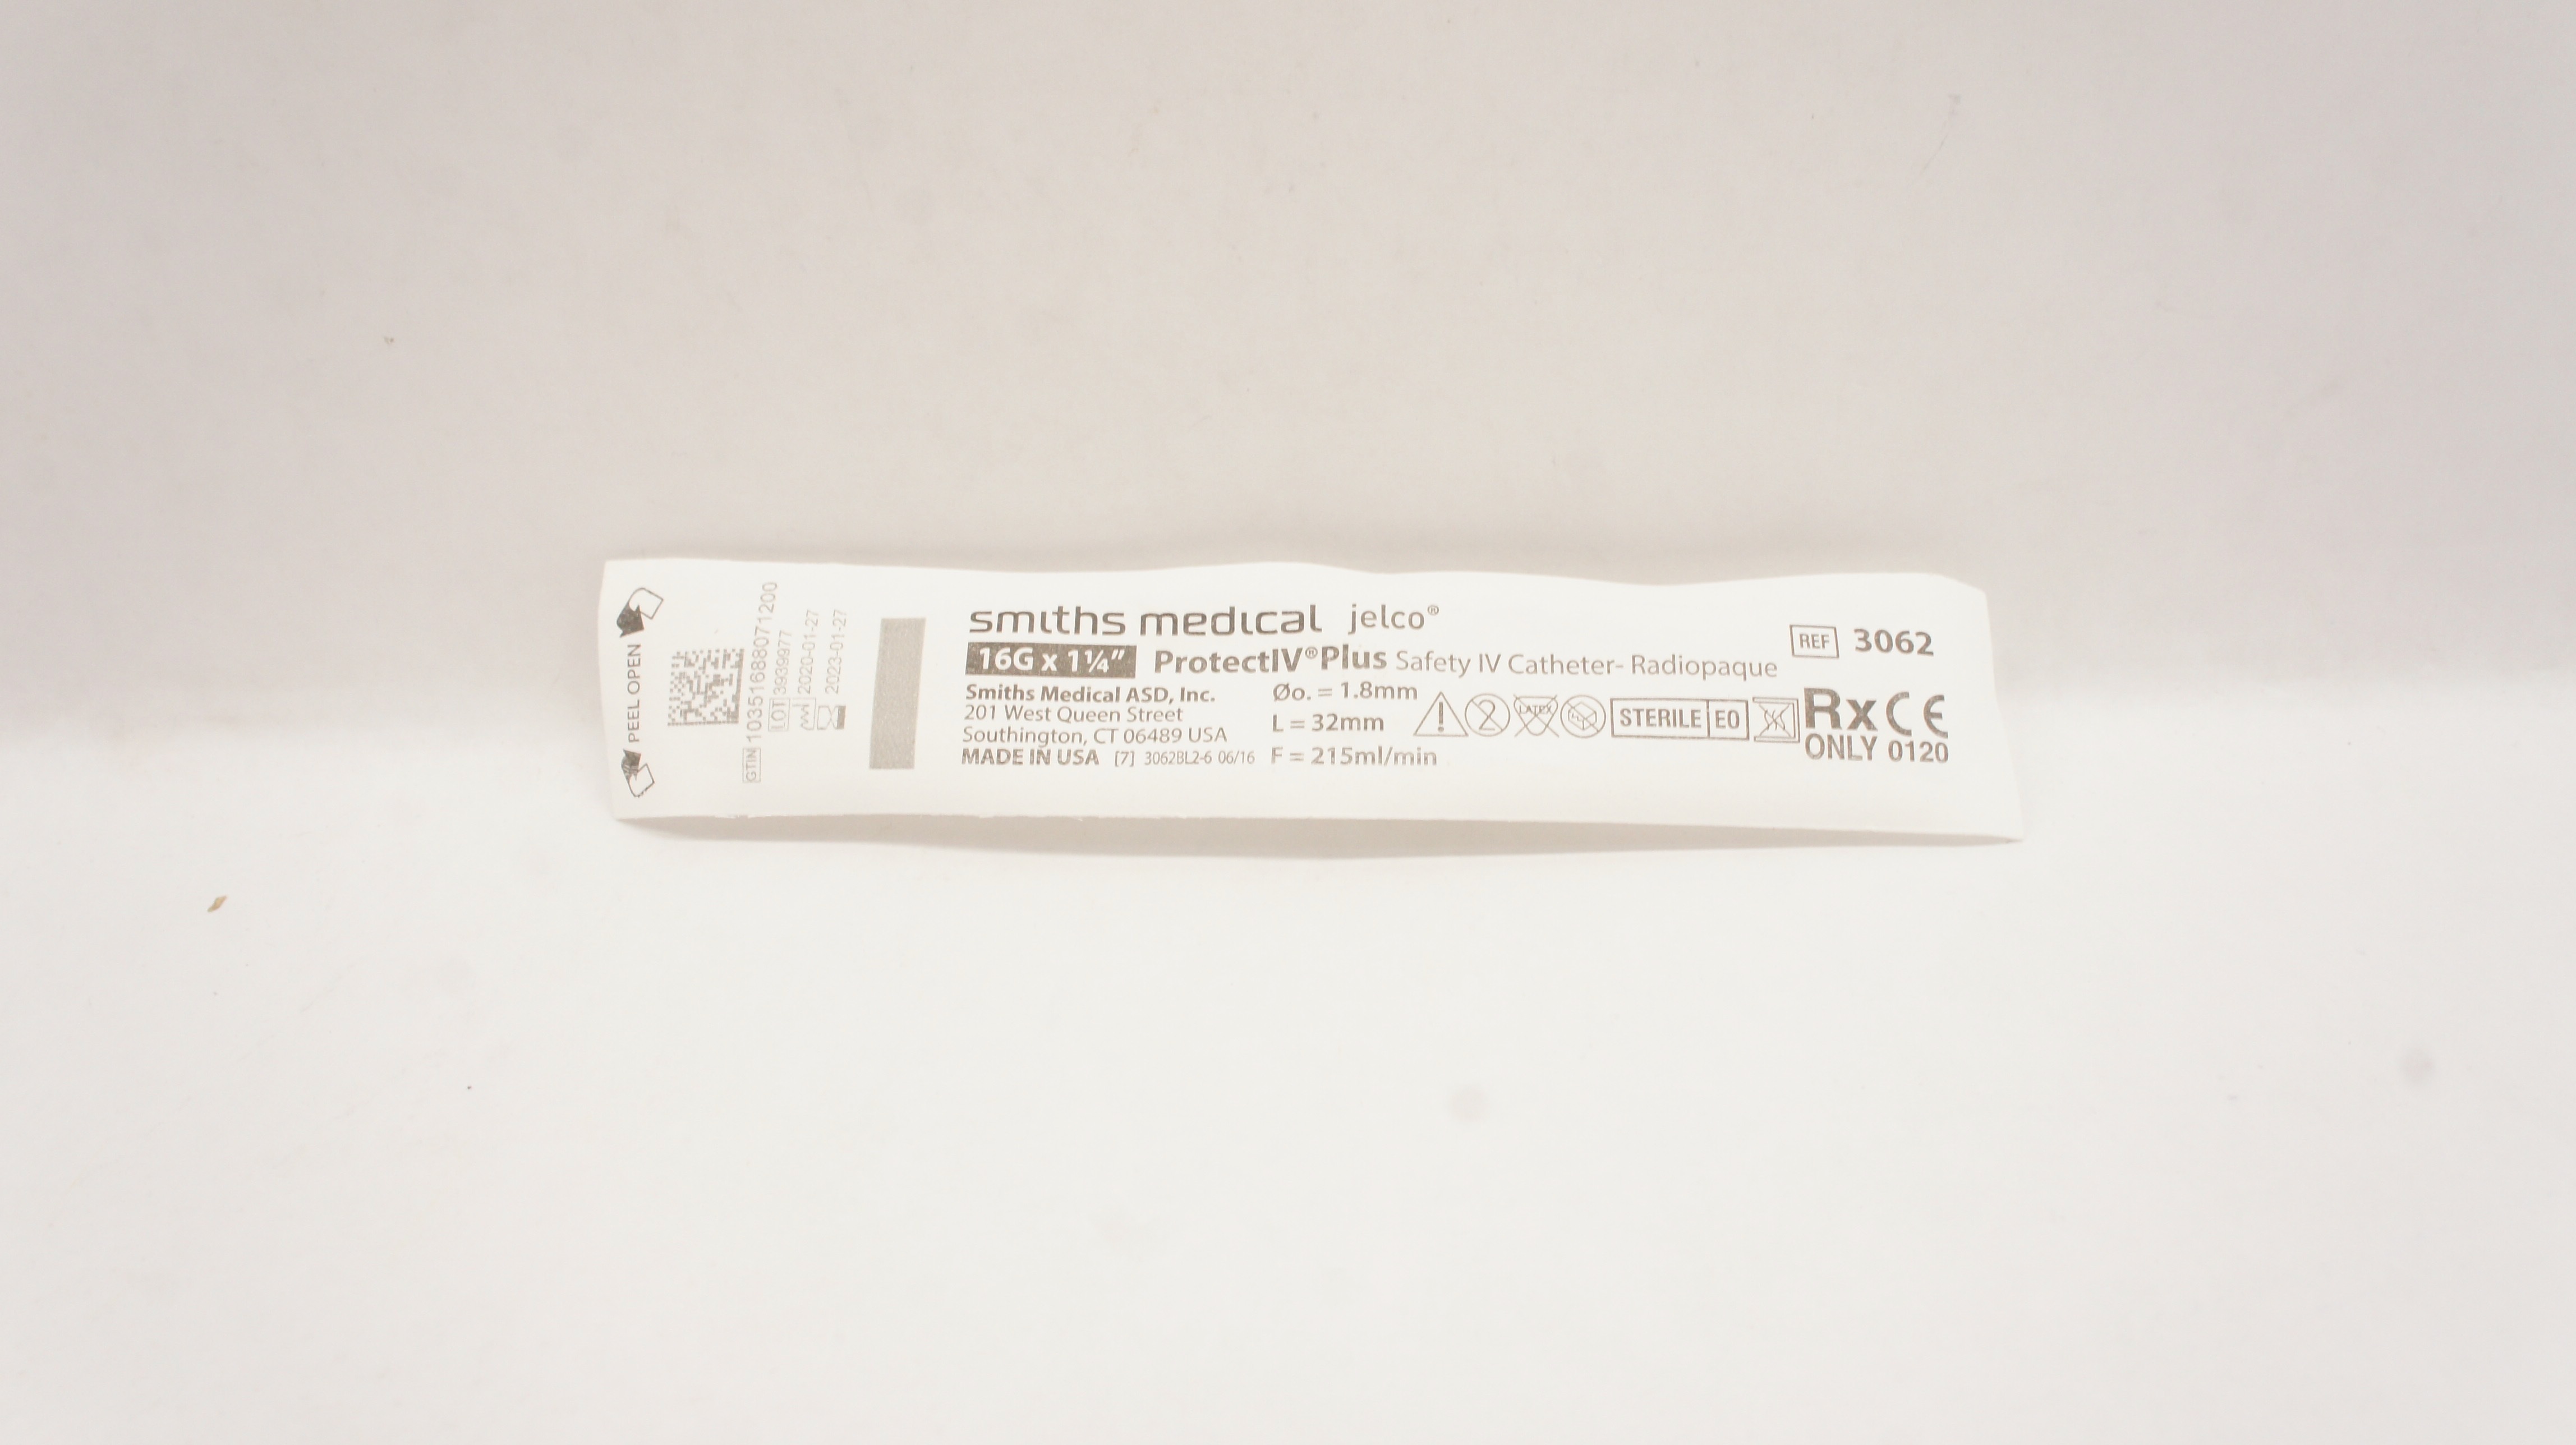 PEEL OPEN
GTIN 10351688071200
LOT 3939977
2020-01-27
2023-01-27
smiths medical jelco®
16G x 1¼” ProtectIV®Plus Safety IV Catheter- Radiopaque
REF 3062
Smiths Medical ASD, Inc.
201 West Queen Street
Southington, CT 06489 USA
MADE IN USA [7] 3062BL2-6 06/16
Øo. = 1.8mm
L = 32mm
F = 215ml/min
2
LATEX
STERILE EO
Rx CE
ONLY 0120